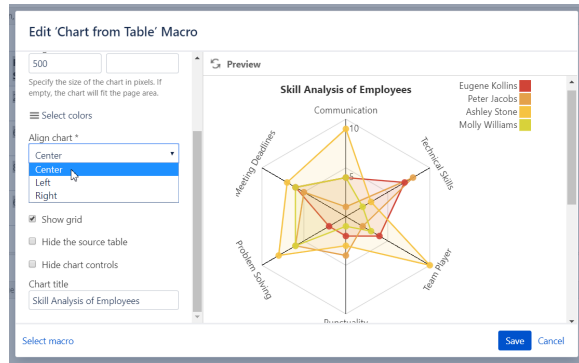 Edit 'Chart from Table' Macro
500
Specify the size of the chart in pixels. If
empty, the chart will fit the page area.
Select colors
Align chart *
Center
Center
Left
Right
Show grid
Hide the source table
Hide chart controls
Chart title
Skill Analysis of Employees
Preview
Skill Analysis of Employees
Eugene Kollins
Peter Jacobs
Ashley Stone
Molly Williams
Communication
10
5
Meeting Deadlines
Technical Skills
Problem Solving
Team Player
Punctuality
Select macro
Save
Cancel